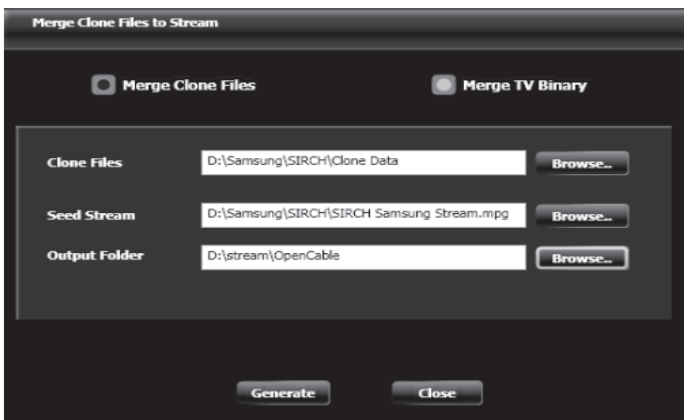 Merge Clone Files to Stream
Merge Clone Files Merge TV Binary
Clone Files D:\Samsung\SIRCH\Clone Data Browse..
Seed Stream D:\Samsung\SIRCH\SIRCH Samsung Stream.mpg Browse..
Output Folder D:\stream\OpenCable Browse..
Generate Close